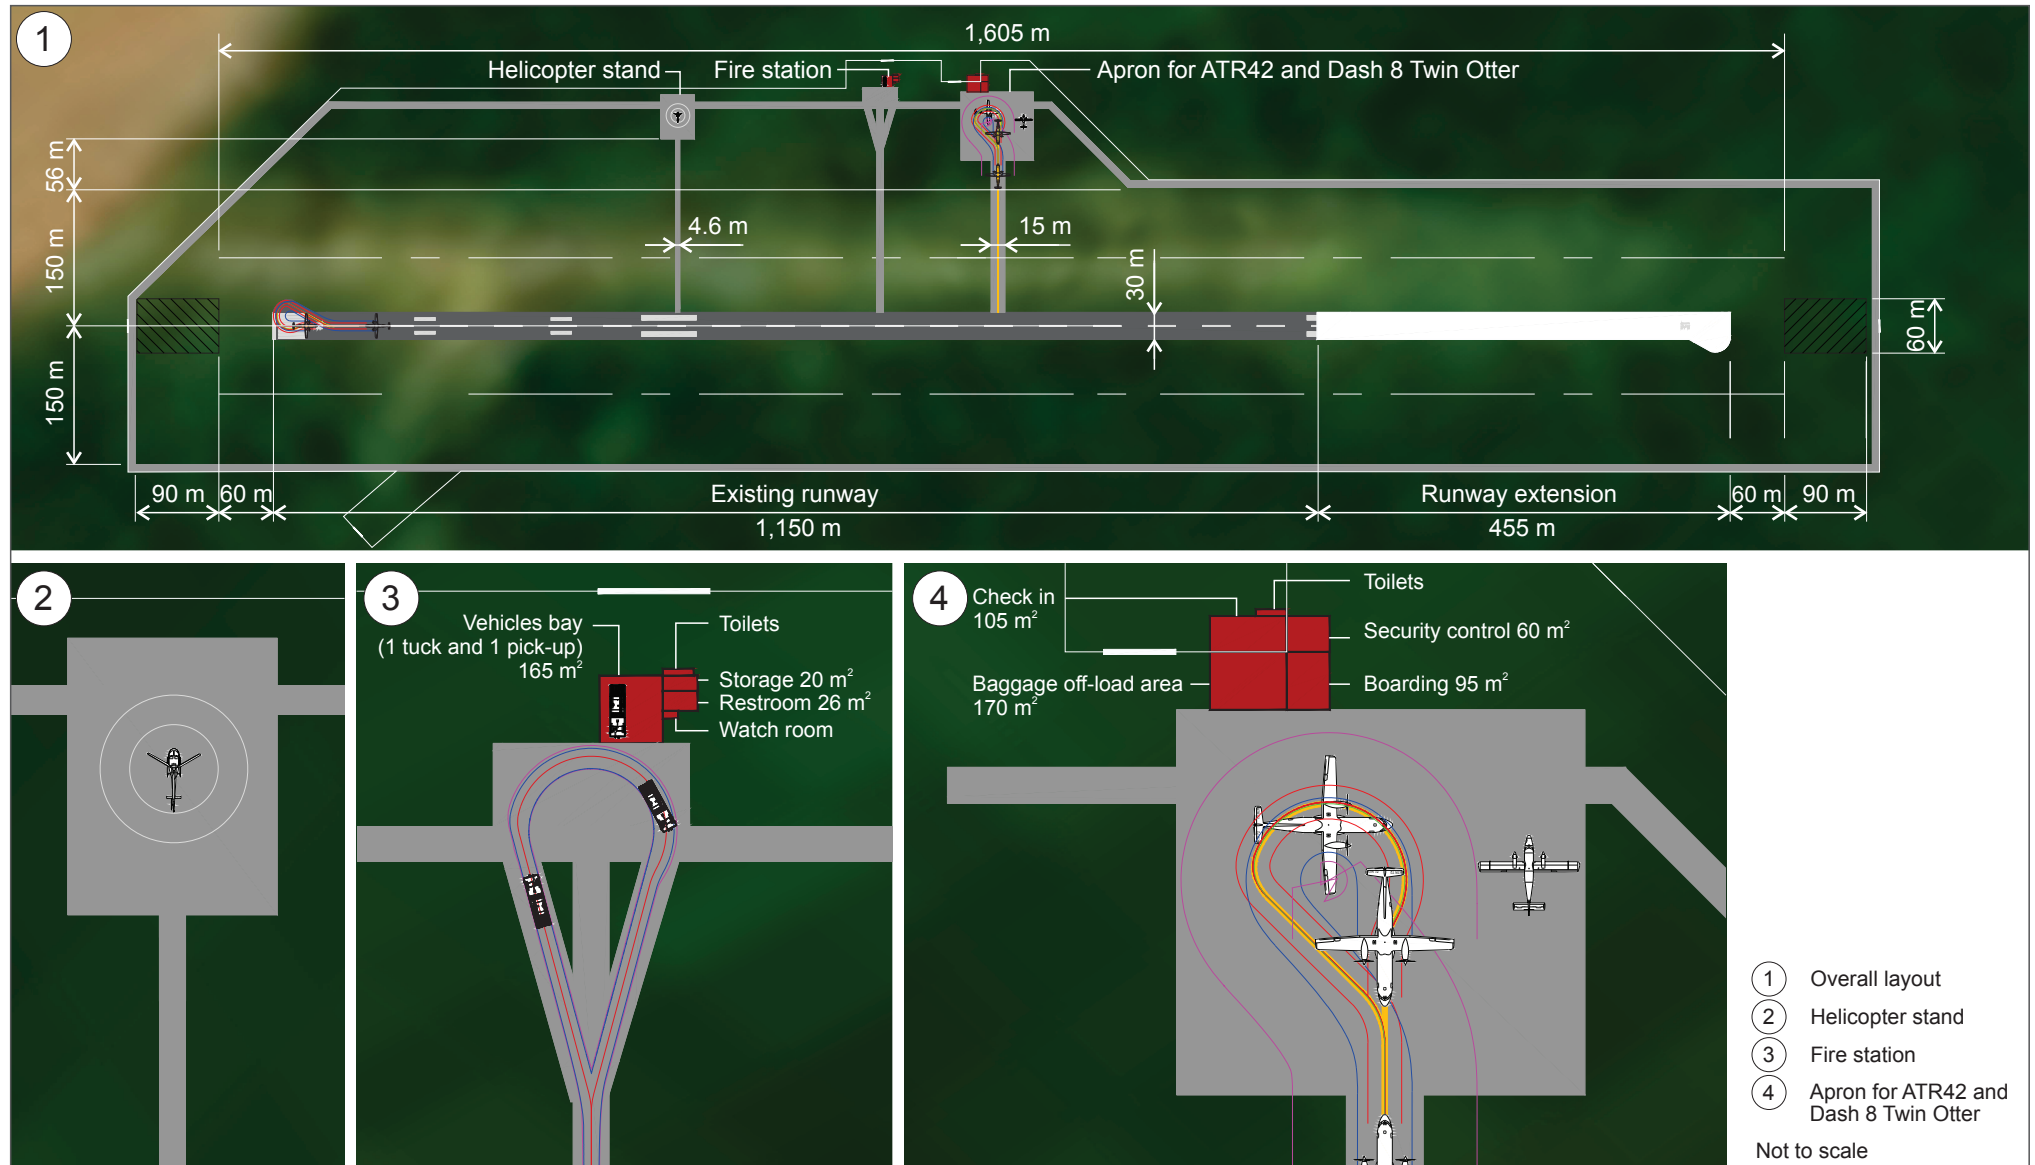 1
1,605 m
Helicopter stand
Fire station
Apron for ATR42 and Dash 8 Twin Otter
56 m
150 m
150 m
4.6 m
15 m
30 m
60 m
90 m
60 m
Existing runway
1,150 m
Runway extension
455 m
60 m
90 m
2
3
Vehicles bay
(1 tuck and 1 pick-up)
165 m²
Toilets
Storage 20 m²
Restroom 26 m²
Watch room
4
Check in
105 m²
Toilets
Security control 60 m²
Baggage off-load area
170 m²
Boarding 95 m²
1 Overall layout
2 Helicopter stand
3 Fire station
4 Apron for ATR42 and
Dash 8 Twin Otter
Not to scale